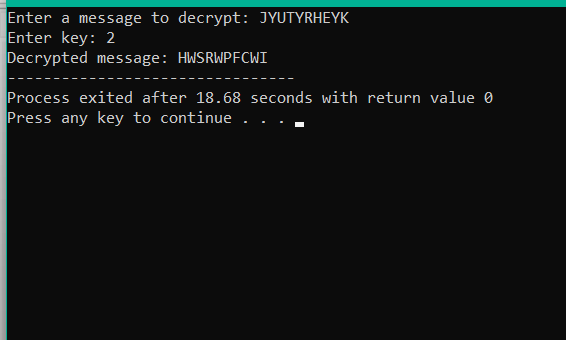 Enter a message to decrypt: JYUTYRHEYK
Enter key: 2
Decrypted message: HWSRWPFCWI
--------------------------------
Process exited after 18.68 seconds with return value 0
Press any key to continue . . .